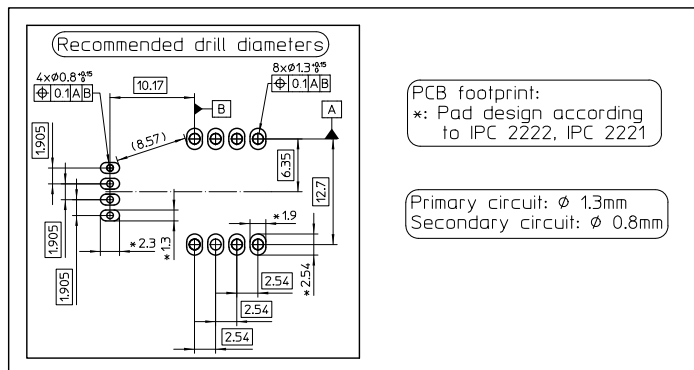 Recommended drill diameters
4xø0.8 +0.15 0
⌖ 0.1 A B
10.17
8xø1.3 +0.15 0
⌖ 0.1 A B
B
A
(8.57)
1.905
6.35
12.7
*1.9
*2.3
*1.3
1.905
1.905
2.54
*2.54
2.54
2.54
PCB footprint:
*: Pad design according
to IPC 2222, IPC 2221
Primary circuit: Ø 1.3mm
Secondary circuit: Ø 0.8mm